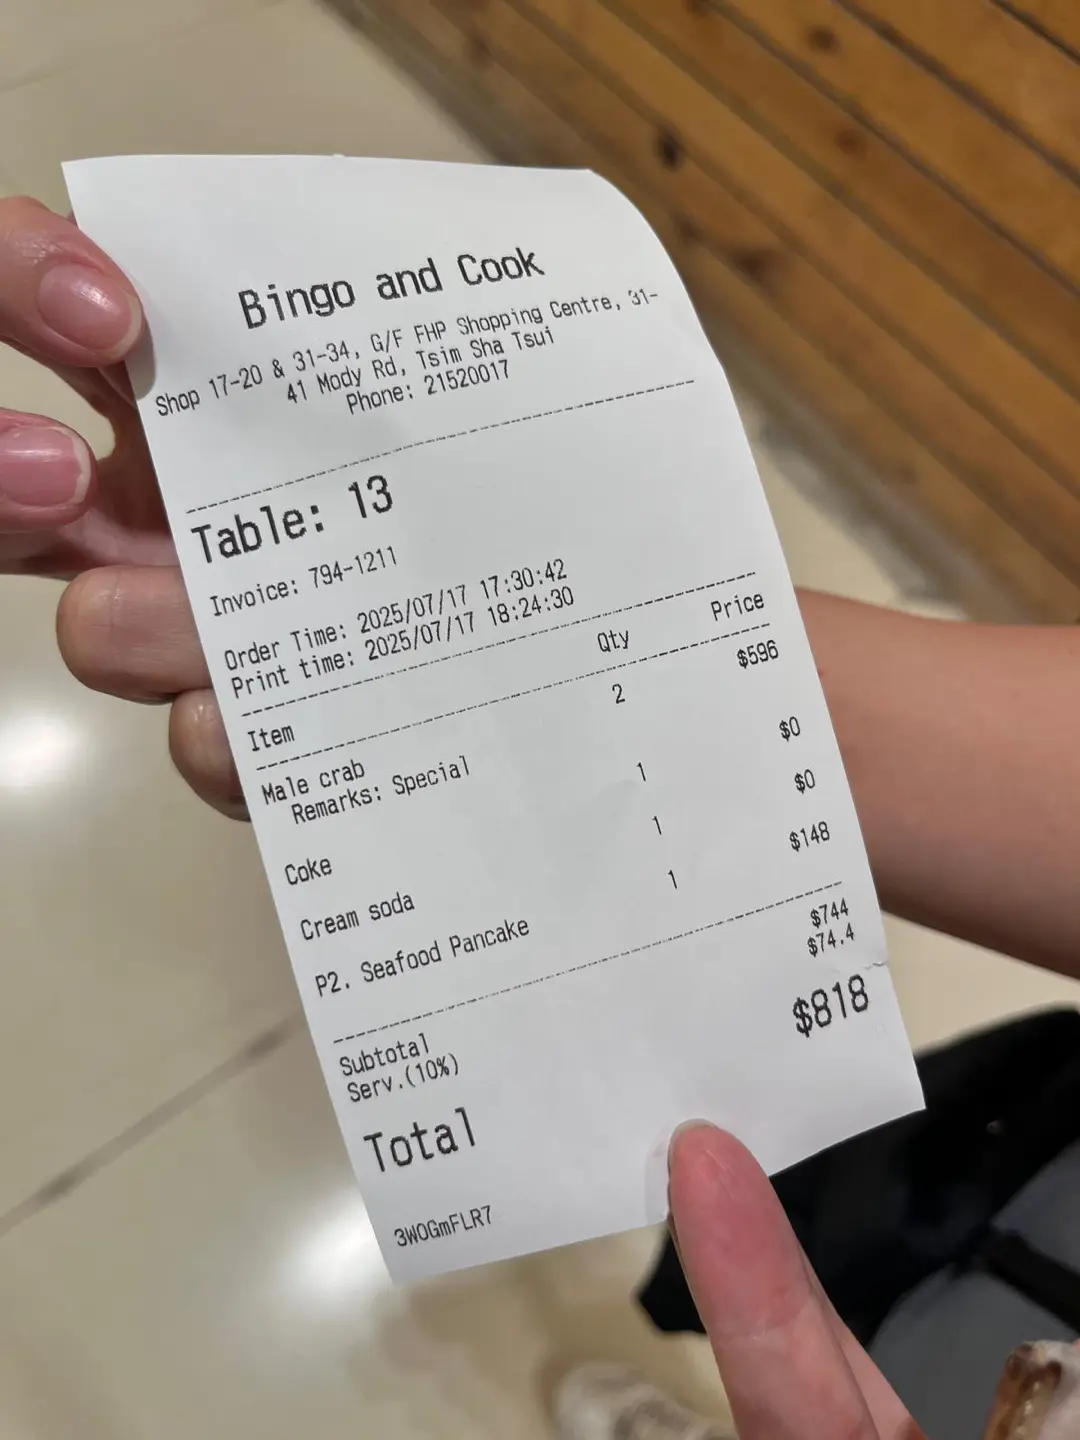 Bingo and Cook
Shop 17-20 & 31-34, G/F FHP Shopping Centre, 31-
41 Mody Rd, Tsim Sha Tsui
Phone: 21520017
Table: 13
Invoice: 794-1211
Order Time: 2025/07/17 17:30:42
Print time: 2025/07/17 18:24:30
Item Qty Price
Male crab 2 $596
Remarks: Special
Coke 1 $0
Cream soda 1 $0
P2. Seafood Pancake 1 $148
Subtotal $744
Serv.(10%) $74.4
Total $818
3WOGmFLR7